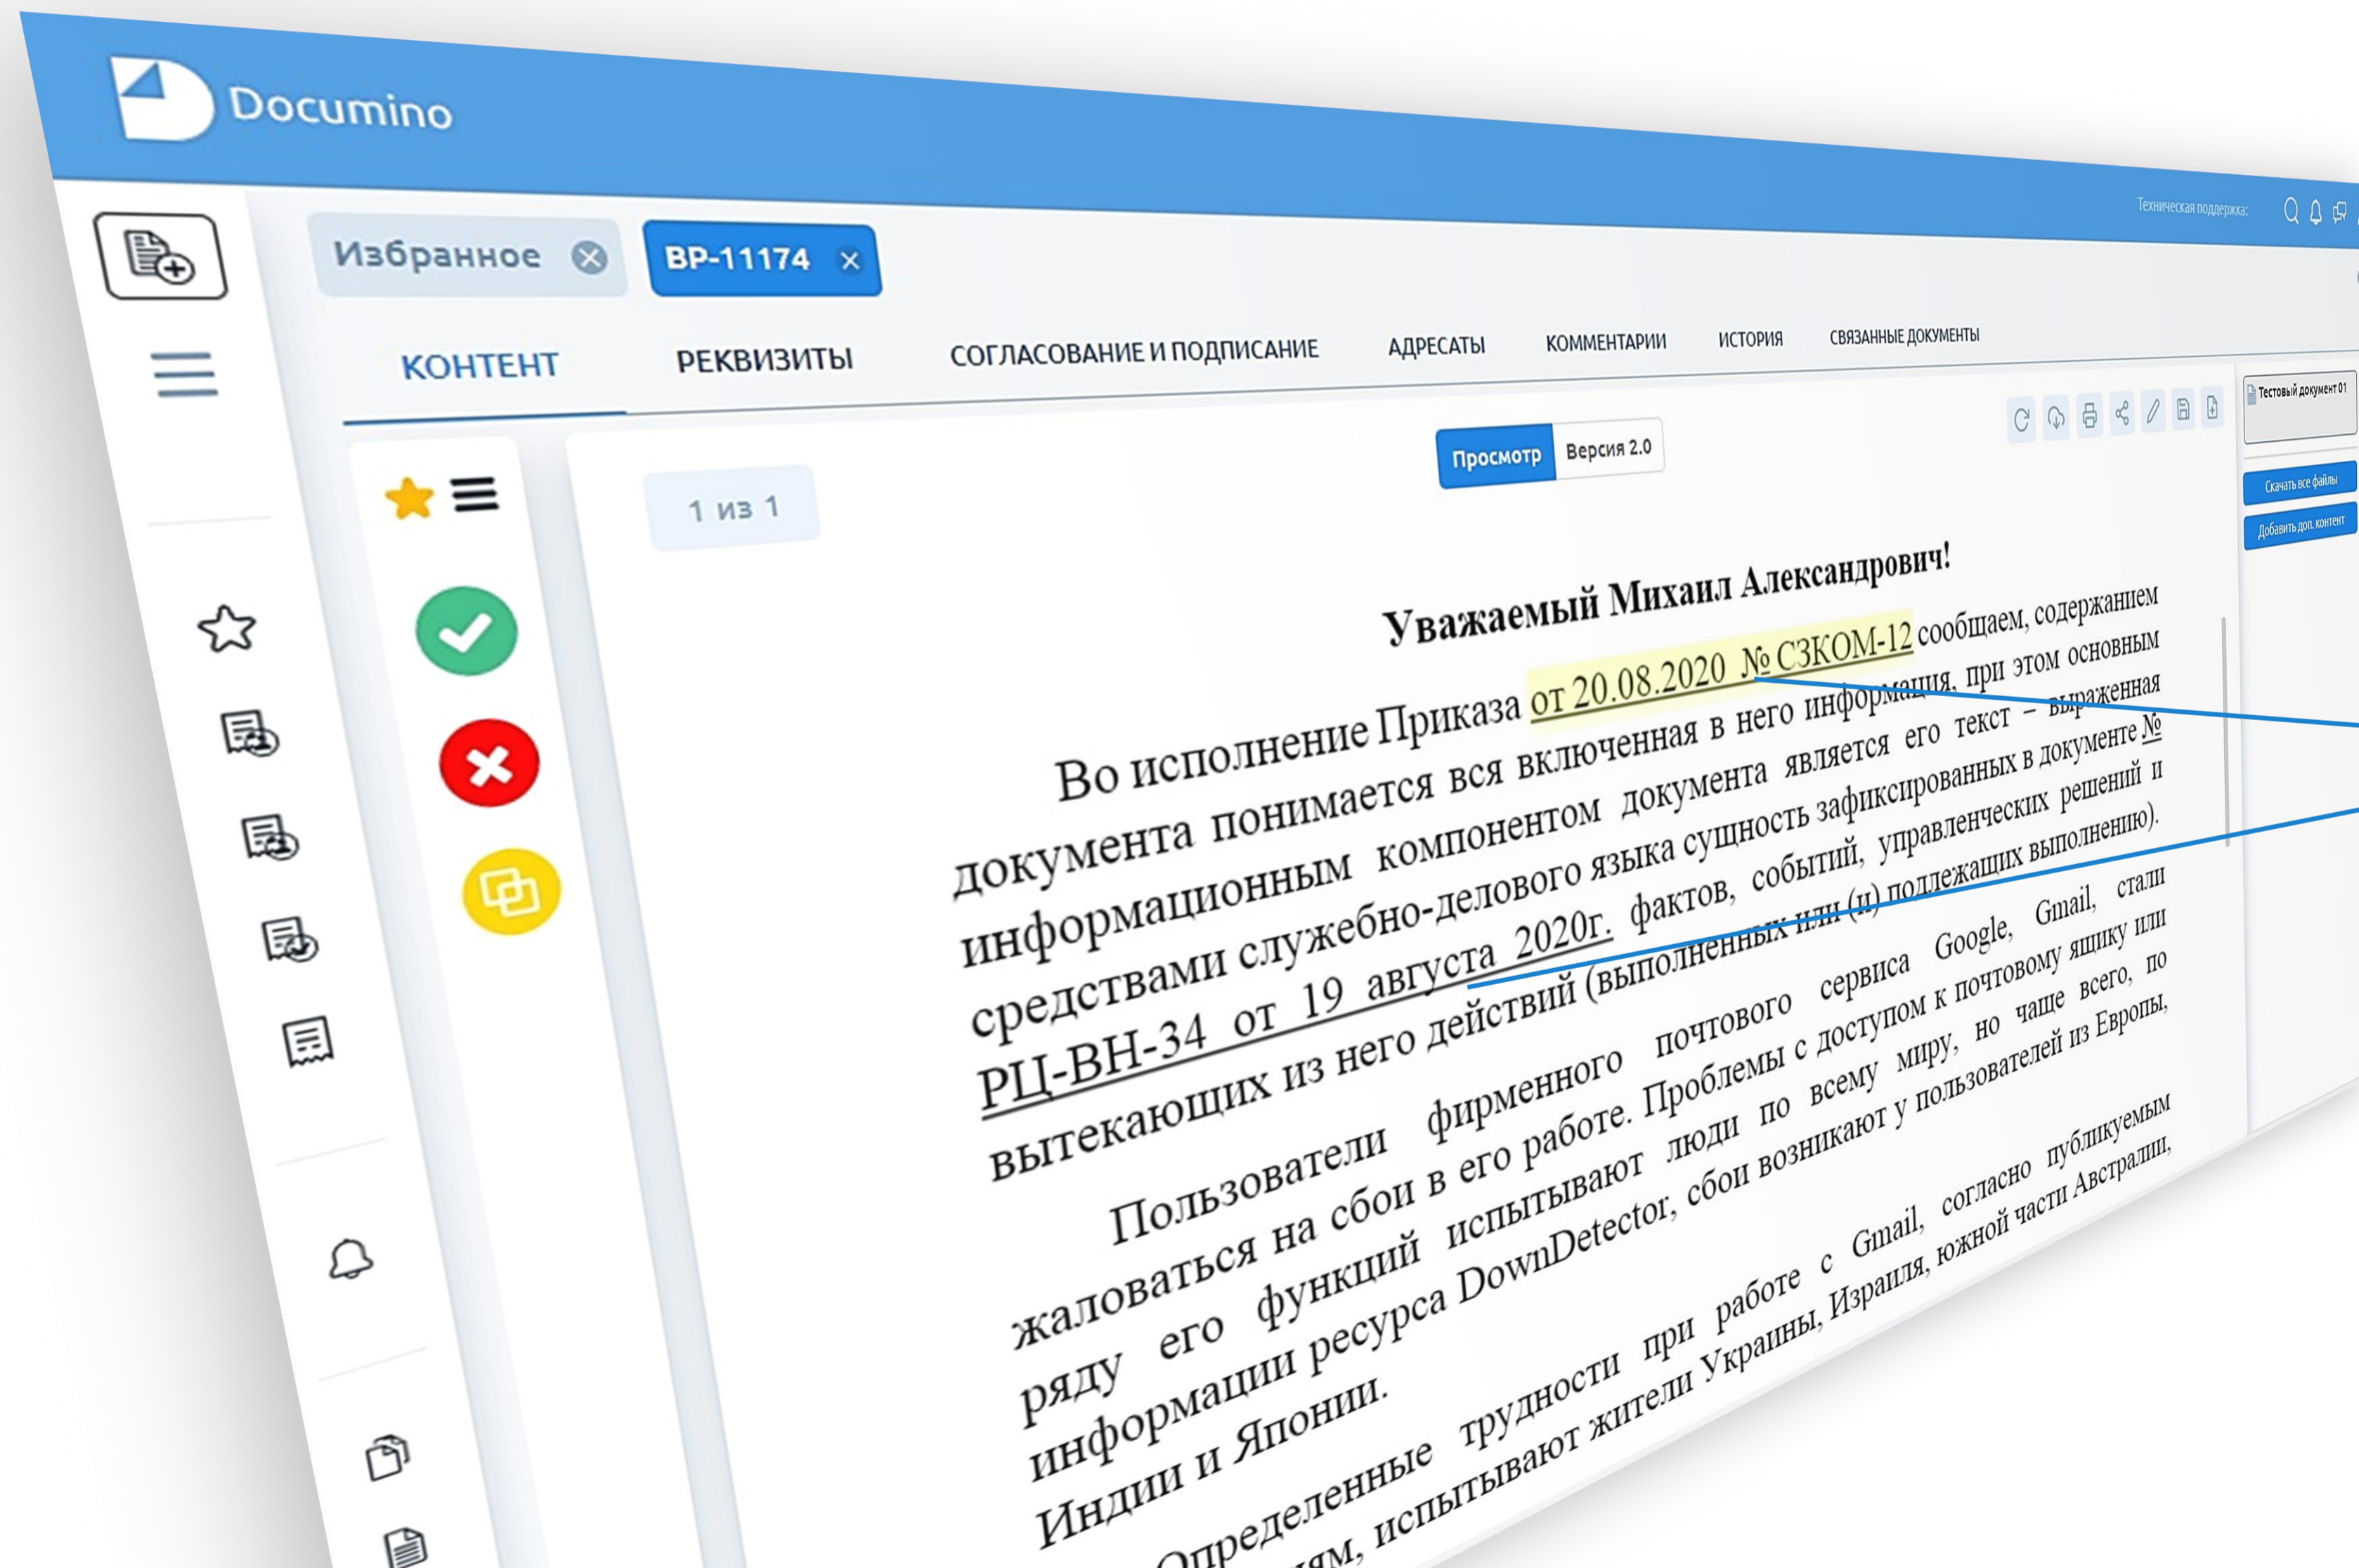 Documino
Техническая поддержка:
Избранное
ВР-11174
КОНТЕНТ
РЕКВИЗИТЫ
СОГЛАСОВАНИЕ И ПОДПИСАНИЕ
АДРЕСАТЫ
КОММЕНТАРИИ
ИСТОРИЯ
СВЯЗАННЫЕ ДОКУМЕНТЫ
1 из 1
Просмотр
Версия 2.0
Тестовый документ 01
Скачать все файлы
Добавить доп. контент
Уважаемый Михаил Александрович!
Во исполнение Приказа от 20.08.2020 № СЗКОМ-12 сообщаем, содержанием
документа понимается вся включенная в него информация, при этом основным
информационным компонентом документа является его текст – выраженная
средствами служебно-делового языка сущность зафиксированных в документе №
РЦ-ВН-34 от 19 августа 2020г. фактов, событий, управленческих решений и
вытекающих из него действий (выполненных или (и) подлежащих выполнению).
Пользователи фирменного почтового сервиса Google, Gmail, стали
жаловаться на сбои в его работе. Проблемы с доступом к почтовому ящику или
ряду его функций испытывают люди по всему миру, но чаще всего, по
информации ресурса DownDetector, сбои возникают у пользователей из Европы,
Индии и Японии.
Определенные трудности при работе с Gmail, согласно публикуемым
испытывают жители Украины, Израиля, южной части Австралии,